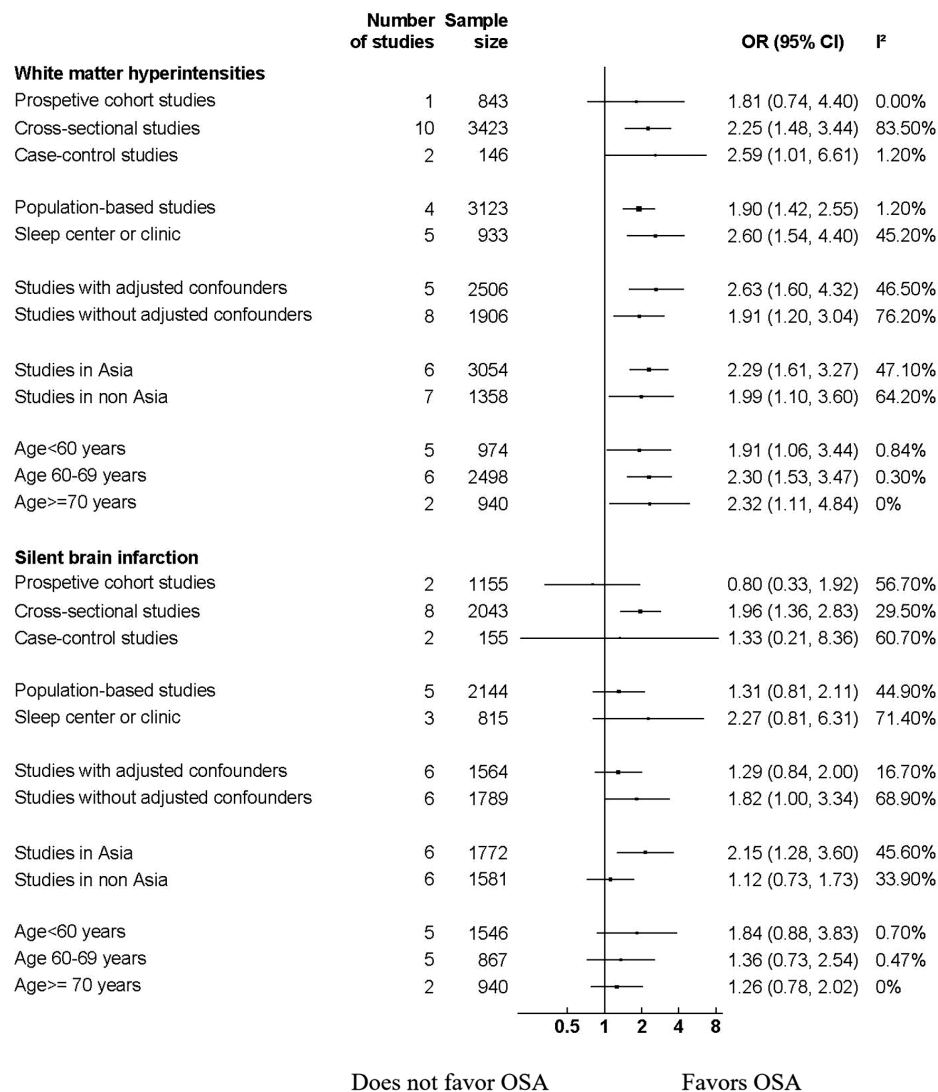 Number of studies Sample size OR (95% CI) I²
White matter hyperintensities
Prospetive cohort studies 1 843 1.81 (0.74, 4.40) 0.00%
Cross-sectional studies 10 3423 2.25 (1.48, 3.44) 83.50%
Case-control studies 2 146 2.59 (1.01, 6.61) 1.20%
Population-based studies 4 3123 1.90 (1.42, 2.55) 1.20%
Sleep center or clinic 5 933 2.60 (1.54, 4.40) 45.20%
Studies with adjusted confounders 5 2506 2.63 (1.60, 4.32) 46.50%
Studies without adjusted confounders 8 1906 1.91 (1.20, 3.04) 76.20%
Studies in Asia 6 3054 2.29 (1.61, 3.27) 47.10%
Studies in non Asia 7 1358 1.99 (1.10, 3.60) 64.20%
Age<60 years 5 974 1.91 (1.06, 3.44) 0.84%
Age 60-69 years 6 2498 2.30 (1.53, 3.47) 0.30%
Age>=70 years 2 940 2.32 (1.11, 4.84) 0%
Silent brain infarction
Prospetive cohort studies 2 1155 0.80 (0.33, 1.92) 56.70%
Cross-sectional studies 8 2043 1.96 (1.36, 2.83) 29.50%
Case-control studies 2 155 1.33 (0.21, 8.36) 60.70%
Population-based studies 5 2144 1.31 (0.81, 2.11) 44.90%
Sleep center or clinic 3 815 2.27 (0.81, 6.31) 71.40%
Studies with adjusted confounders 6 1564 1.29 (0.84, 2.00) 16.70%
Studies without adjusted confounders 6 1789 1.82 (1.00, 3.34) 68.90%
Studies in Asia 6 1772 2.15 (1.28, 3.60) 45.60%
Studies in non Asia 6 1581 1.12 (0.73, 1.73) 33.90%
Age<60 years 5 1546 1.84 (0.88, 3.83) 0.70%
Age 60-69 years 5 867 1.36 (0.73, 2.54) 0.47%
Age>= 70 years 2 940 1.26 (0.78, 2.02) 0%
0.5 1 2 4 8
Does not favor OSA Favors OSA